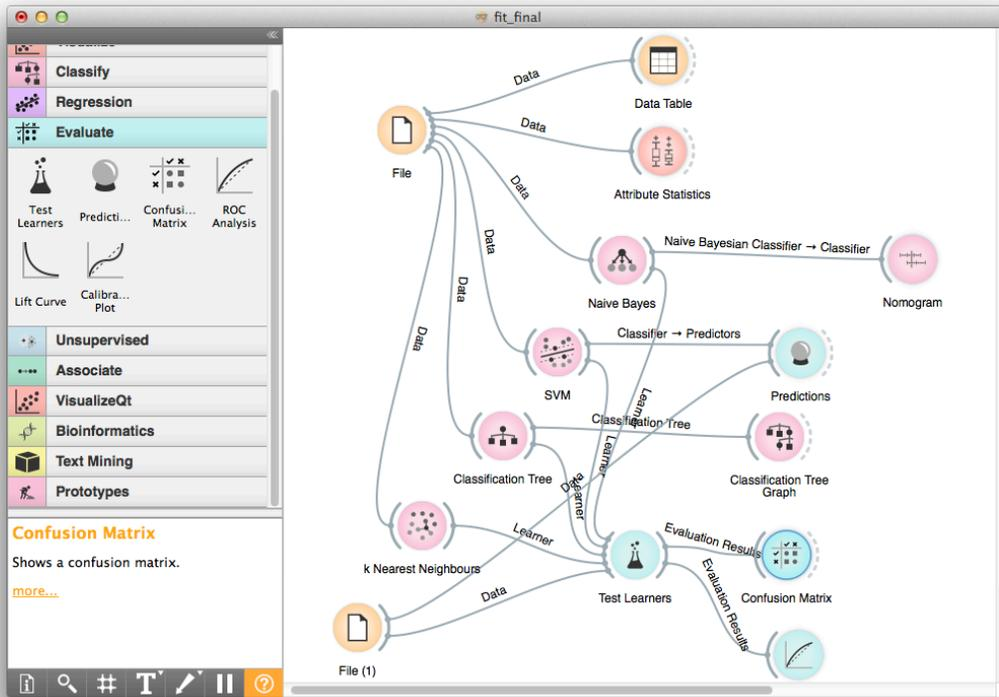 fit_final
Visualize
Classify
Regression
Evaluate
Test
Learners
Predicti...
Confusi...
Matrix
ROC
Analysis
Lift Curve
Calibra...
Plot
Unsupervised
Associate
VisualizeQt
Bioinformatics
Text Mining
Prototypes
Confusion Matrix
Shows a confusion matrix.
more...
T
?
Data
Data Table
File
Data
Attribute Statistics
Data
Naive Bayes
Naive Bayesian Classifier → Classifier
Nomogram
Data
SVM
Classifier → Predictors
Predictions
Data
Classification Tree
Classification Tree
Classification Tree
Graph
Data
Learner
Learner
Learner
Data
k Nearest Neighbours
Learner
Test Learners
Evaluation Results
Confusion Matrix
Evaluation Results
Data
File (1)